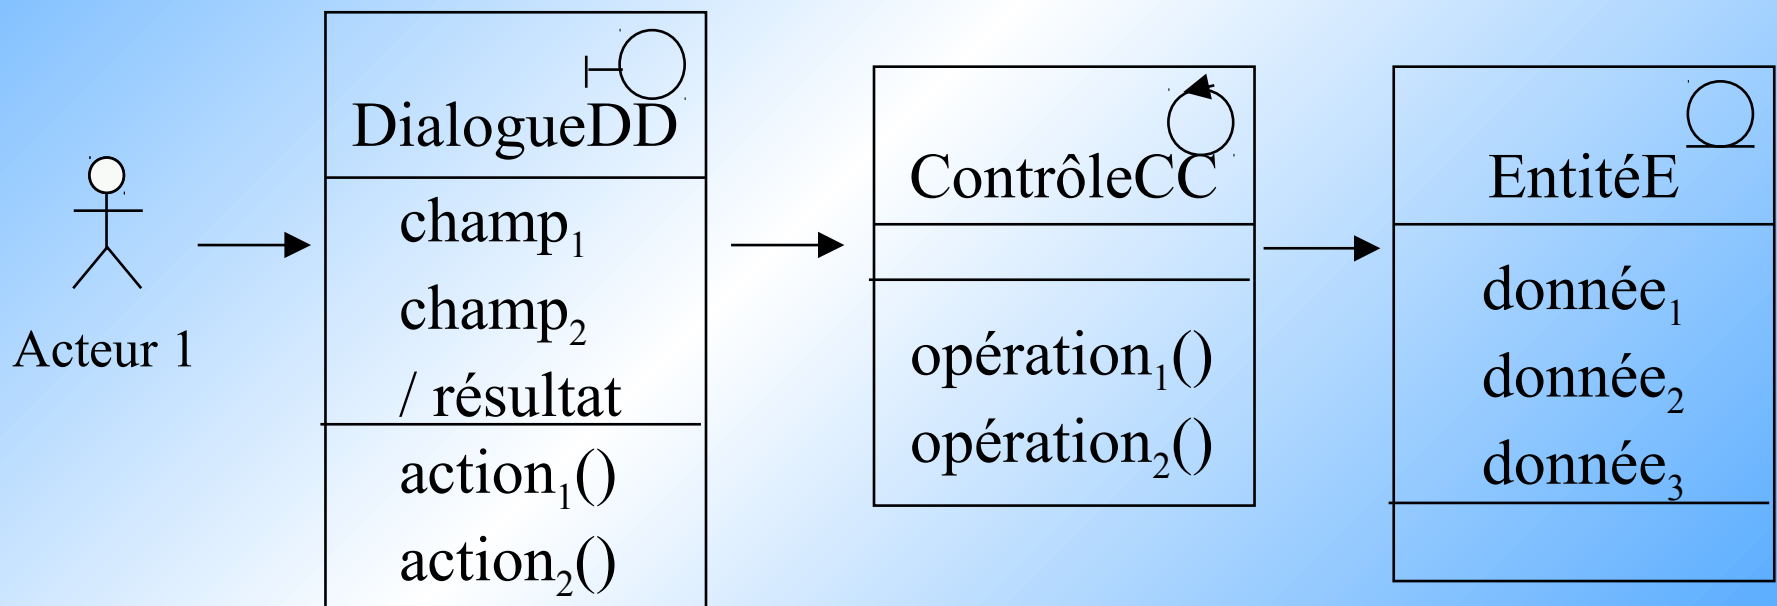 Acteur 1
DialogueDD
champ₁
champ₂
/ résultat
action₁()
action₂()
ContrôleCC
opération₁()
opération₂()
EntitéE
donnée₁
donnée₂
donnée₃